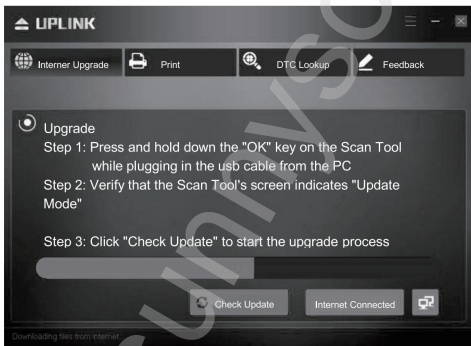 UPLINK
Interner Upgrade Print DTC Lookup Feedback
Upgrade
Step 1: Press and hold down the "OK" key on the Scan Tool
while plugging in the usb cable from the PC
Step 2: Verify that the Scan Tool's screen indicates "Update
Mode"
Step 3: Click "Check Update" to start the upgrade process
Check Update Internet Connected
Downloading files from internet